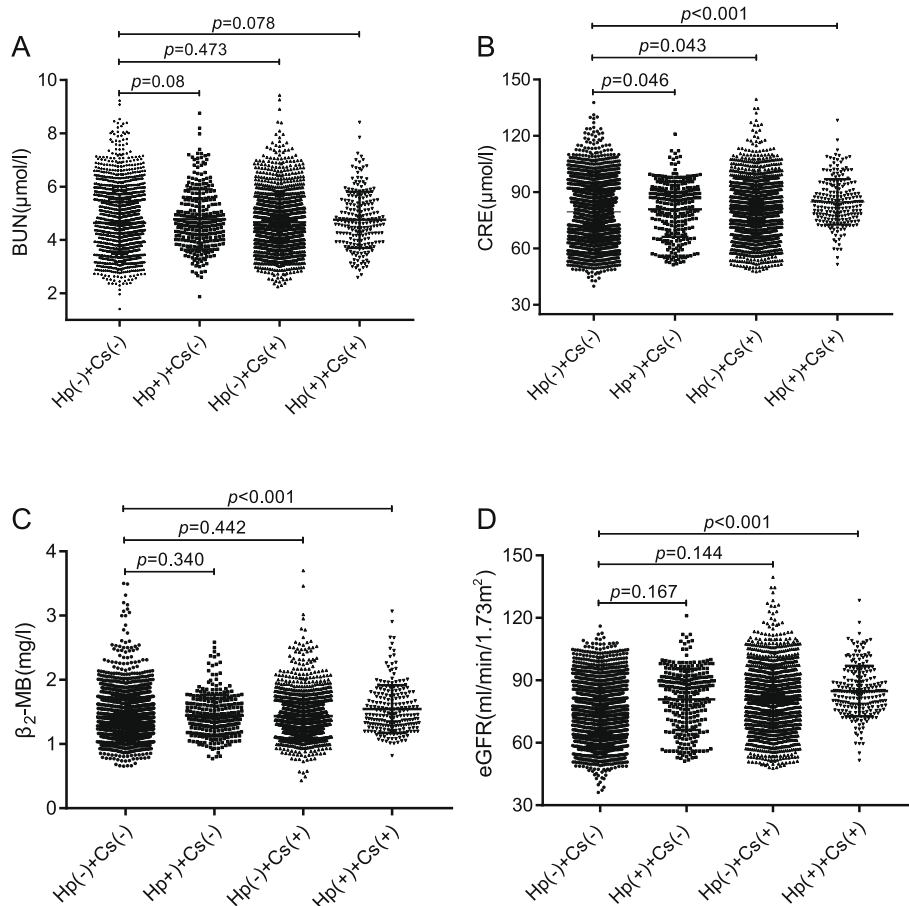 A
p=0.078
p=0.473
p=0.08
BUN(μmol/l)
10
8
6
4
2
Hp(-)+Cs(-)
Hp+)+Cs(-)
Hp(-)+Cs(+)
Hp(+)+Cs(+)
B
p<0.001
p=0.043
p=0.046
CRE(μmol/l)
150
120
90
60
30
Hp(-)+Cs(-)
Hp+)+Cs(-)
Hp(-)+Cs(+)
Hp(+)+Cs(+)
C
p<0.001
p=0.442
p=0.340
β₂-MB(mg/l)
4
3
2
1
0
Hp(-)+Cs(-)
Hp+)+Cs(-)
Hp(-)+Cs(+)
Hp(+)+Cs(+)
D
p<0.001
p=0.144
p=0.167
eGFR(ml/min/1.73m²)
150
120
90
60
30
Hp(-)+Cs(-)
Hp(+)+Cs(-)
Hp(-)+Cs(+)
Hp(+)+Cs(+)